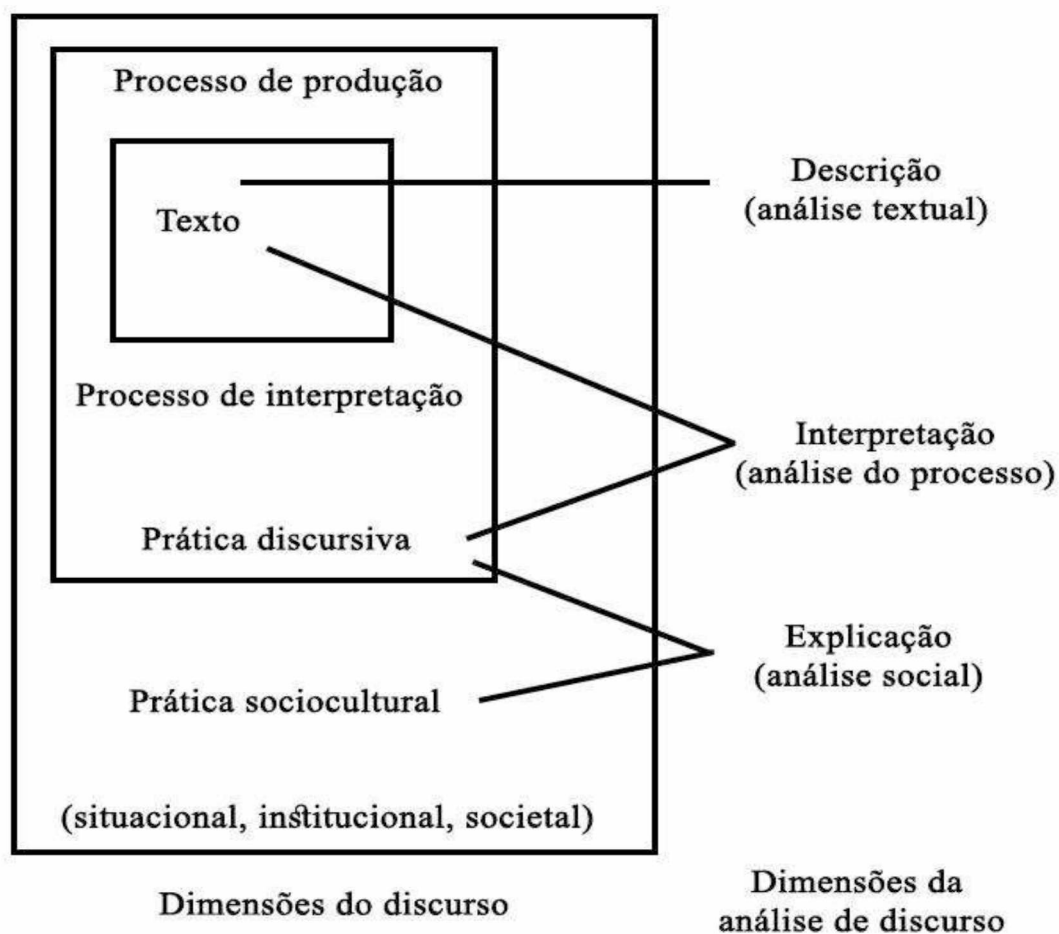 Processo de produção
Texto
Processo de interpretação
Prática discursiva
Prática sociocultural
(situacional, institucional, societal)
Dimensões do discurso
Descrição
(análise textual)
Interpretação
(análise do processo)
Explicação
(análise social)
Dimensões da
análise de discurso